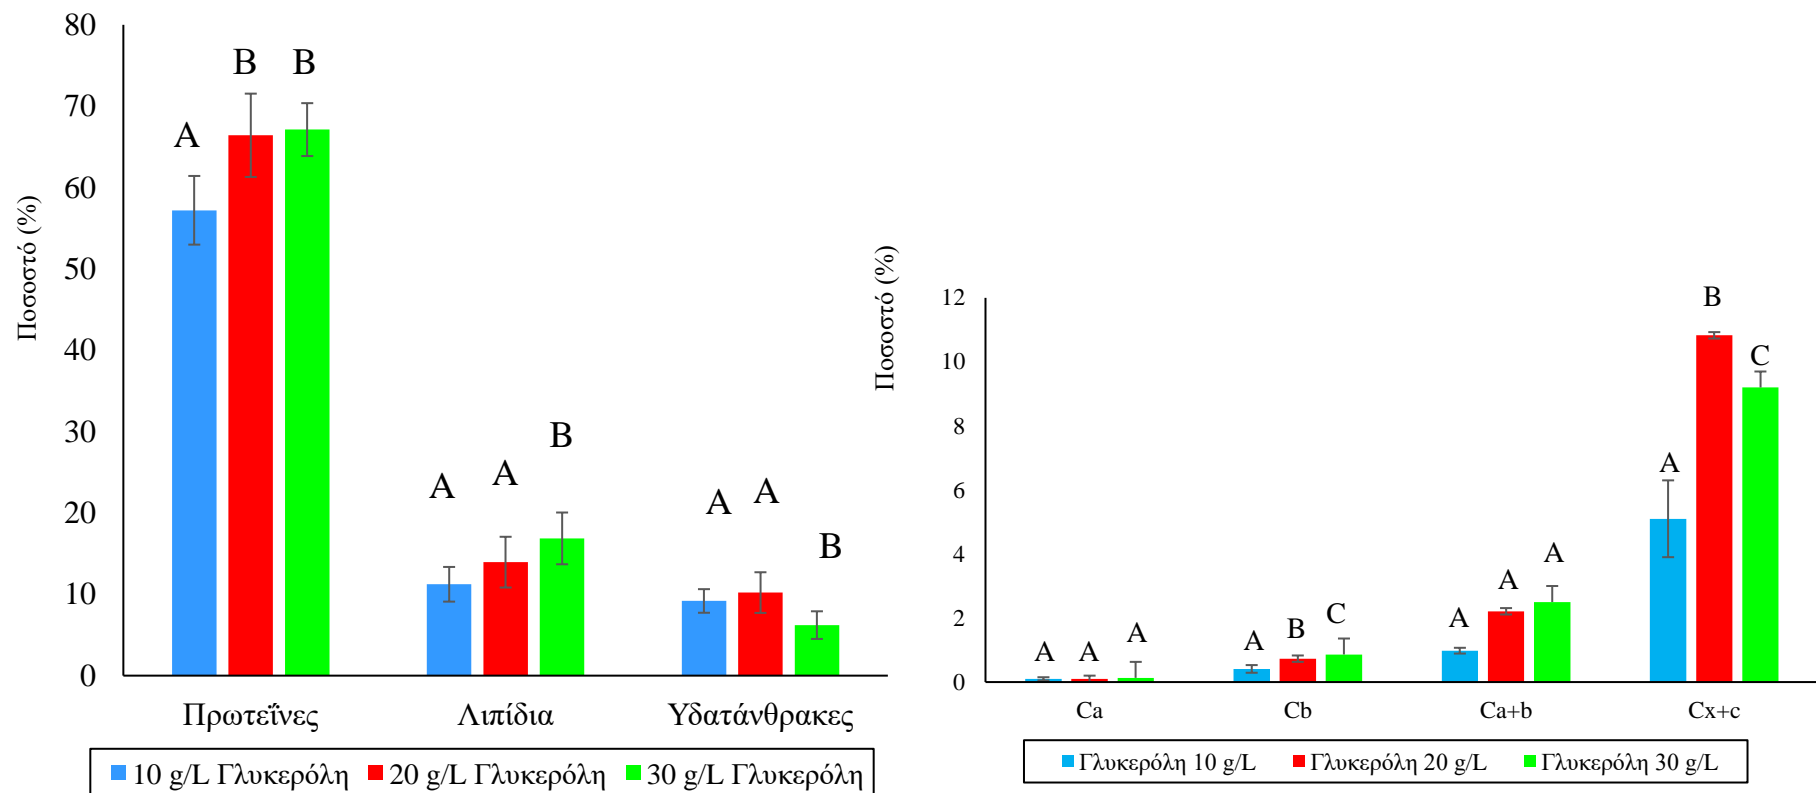 Ποσοστό (%)
80
70
60
50
40
30
20
10
0
A
B
B
A
A
B
A
A
B
Πρωτεΐνες
Λιπίδια
Υδατάνθρακες
10 g/L Γλυκερόλη 20 g/L Γλυκερόλη 30 g/L Γλυκερόλη
Ποσοστό (%)
12
10
8
6
4
2
0
A
A
A
A
B
C
A
A
A
A
B
C
Ca
Cb
Ca+b
Cx+c
Γλυκερόλη 10 g/L Γλυκερόλη 20 g/L Γλυκερόλη 30 g/L